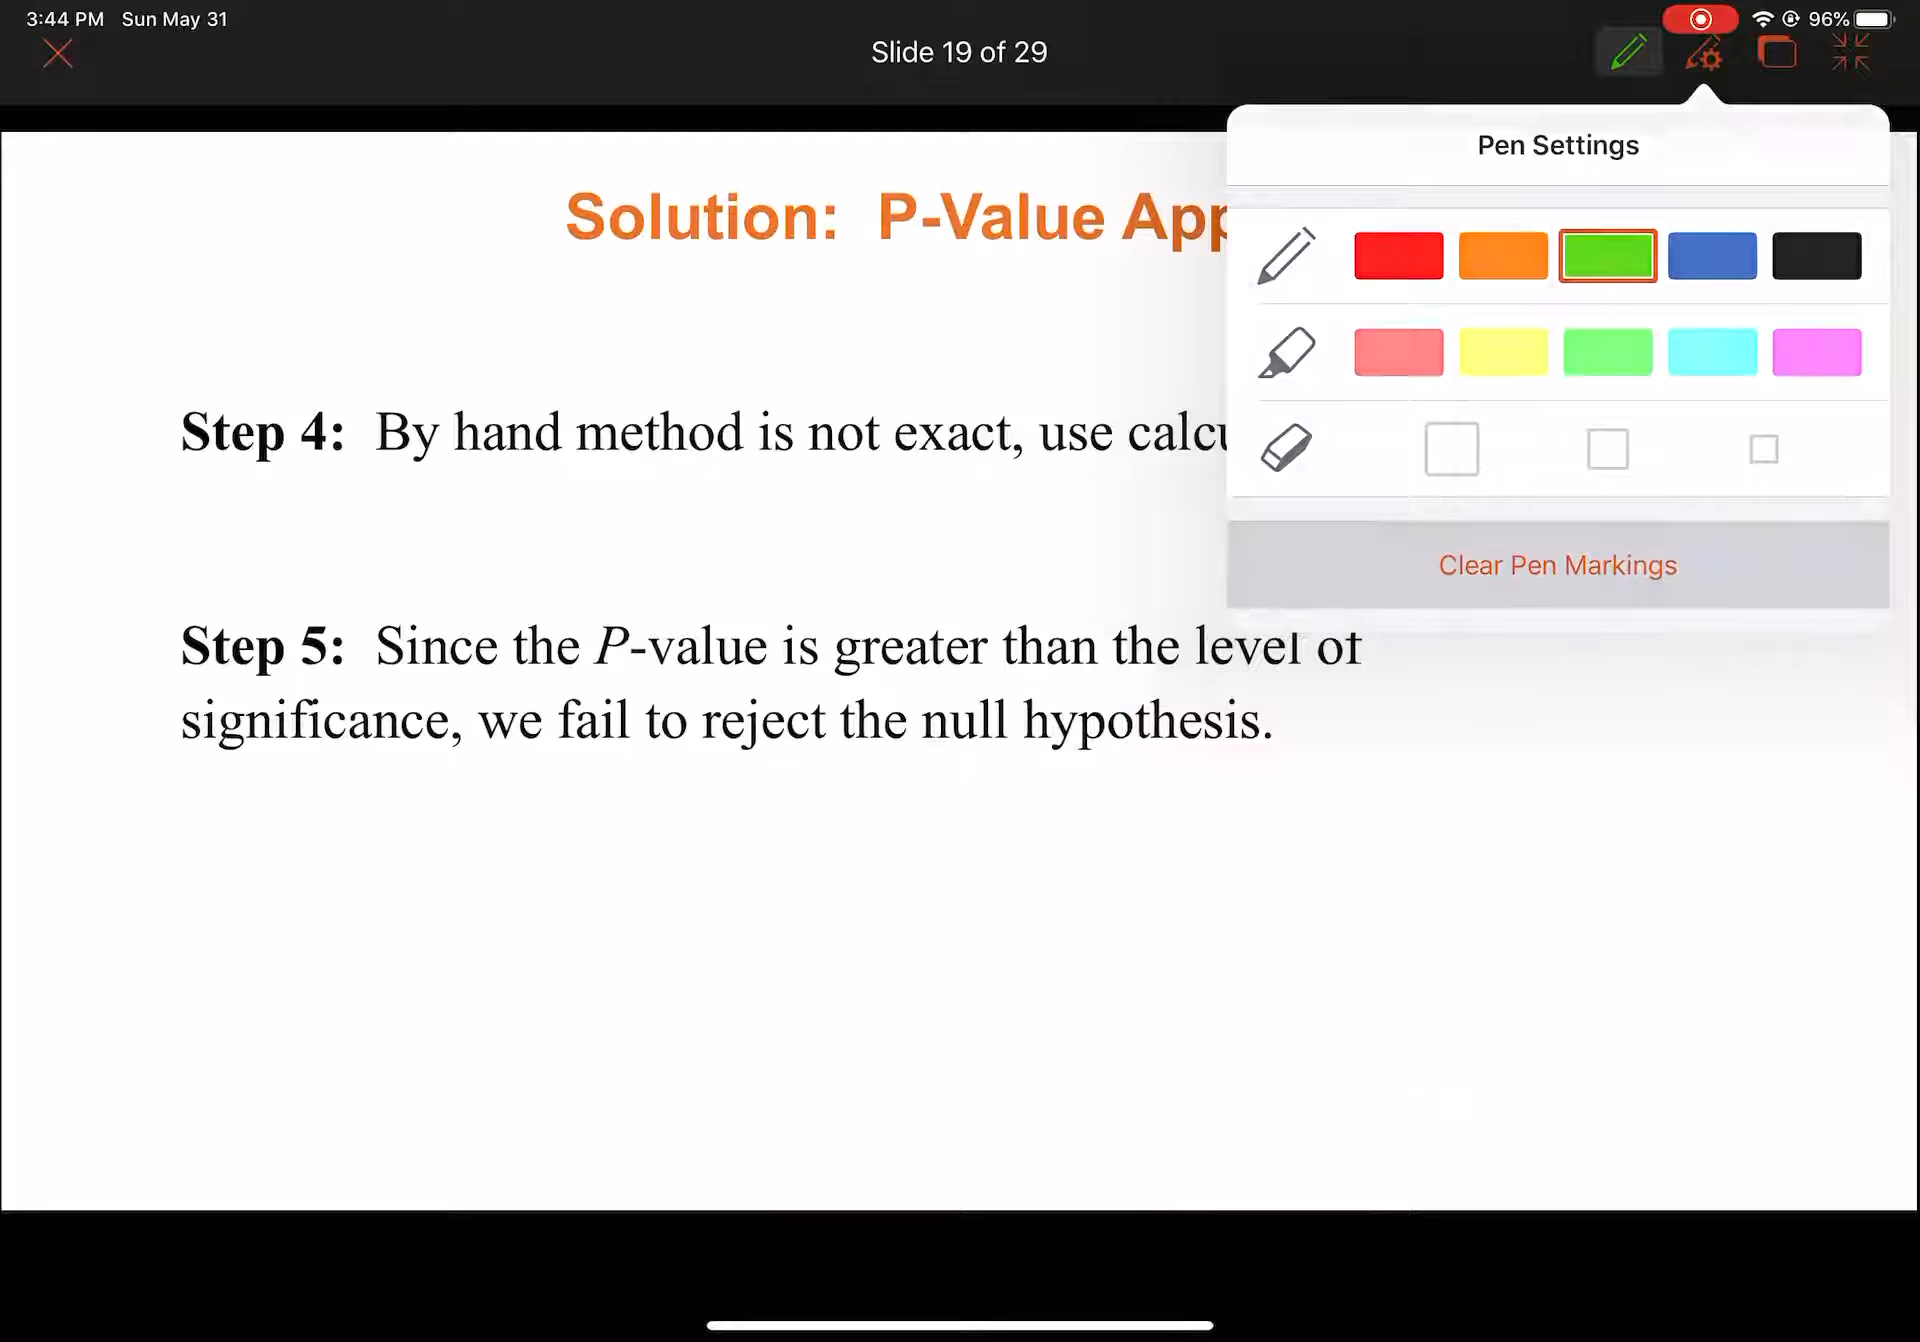 3:44 PM Sun May 31
96%
Slide 19 of 29
Pen Settings
Solution: P-Value
Step 4: By hand method is not exact, use
Clear Pen Markings
Step 5: Since the P-value is greater than the level of
significance, we fail to reject the null hypothesis.